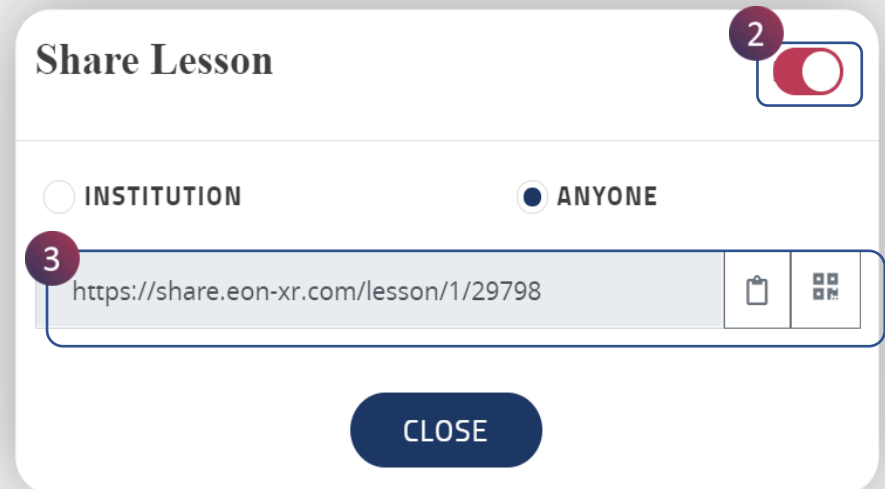 2
Share Lesson
INSTITUTION
ANYONE
3
https://share.eon-xr.com/lesson/1/29798
CLOSE